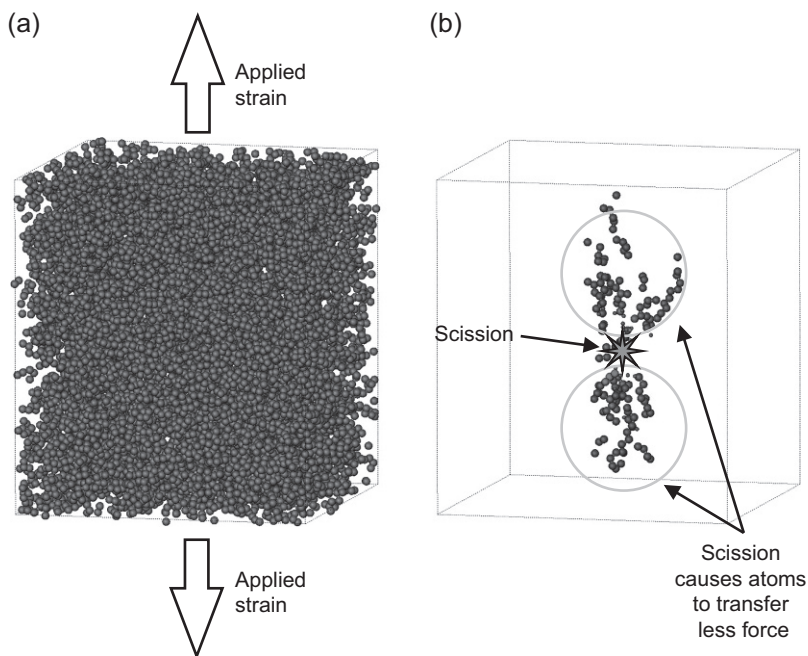 (a)
Applied
strain
Applied
strain
(b)
Scission
Scission
causes atoms
to transfer
less force